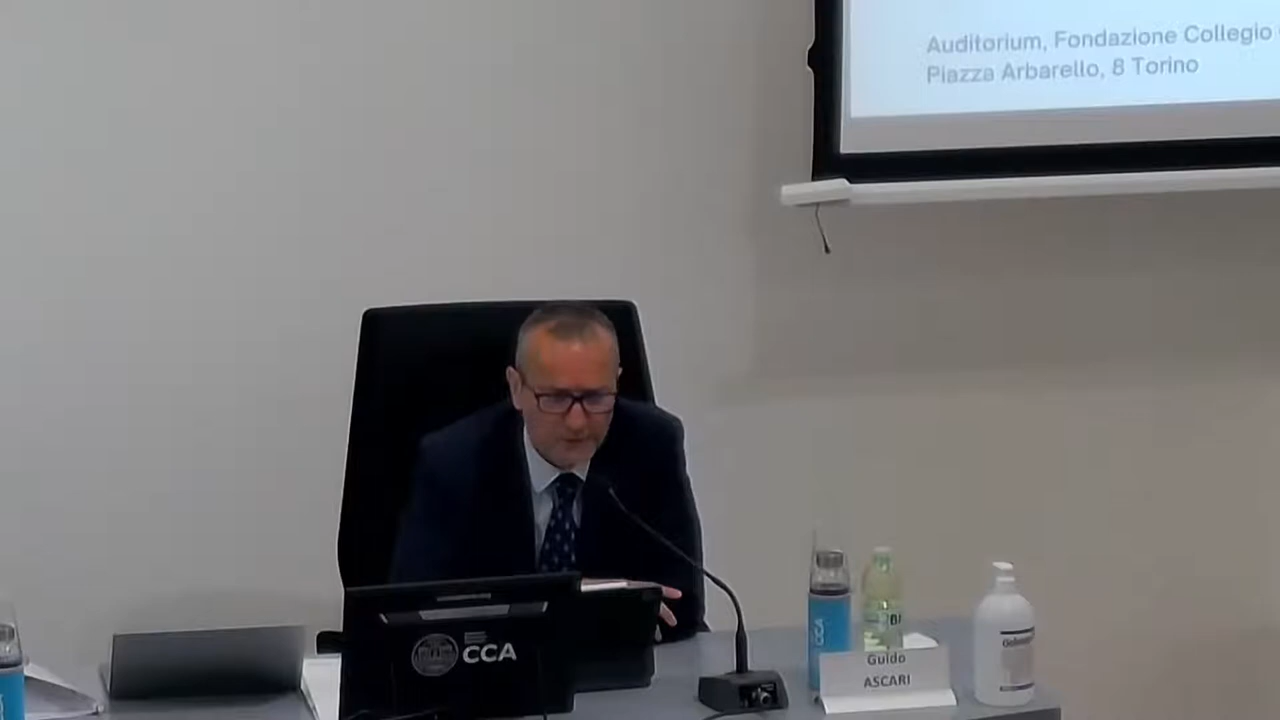 Auditorium, Fondazione Collegio
Piazza Arbarello, 8 Torino
CCA
CCA
Guido
ASCARI